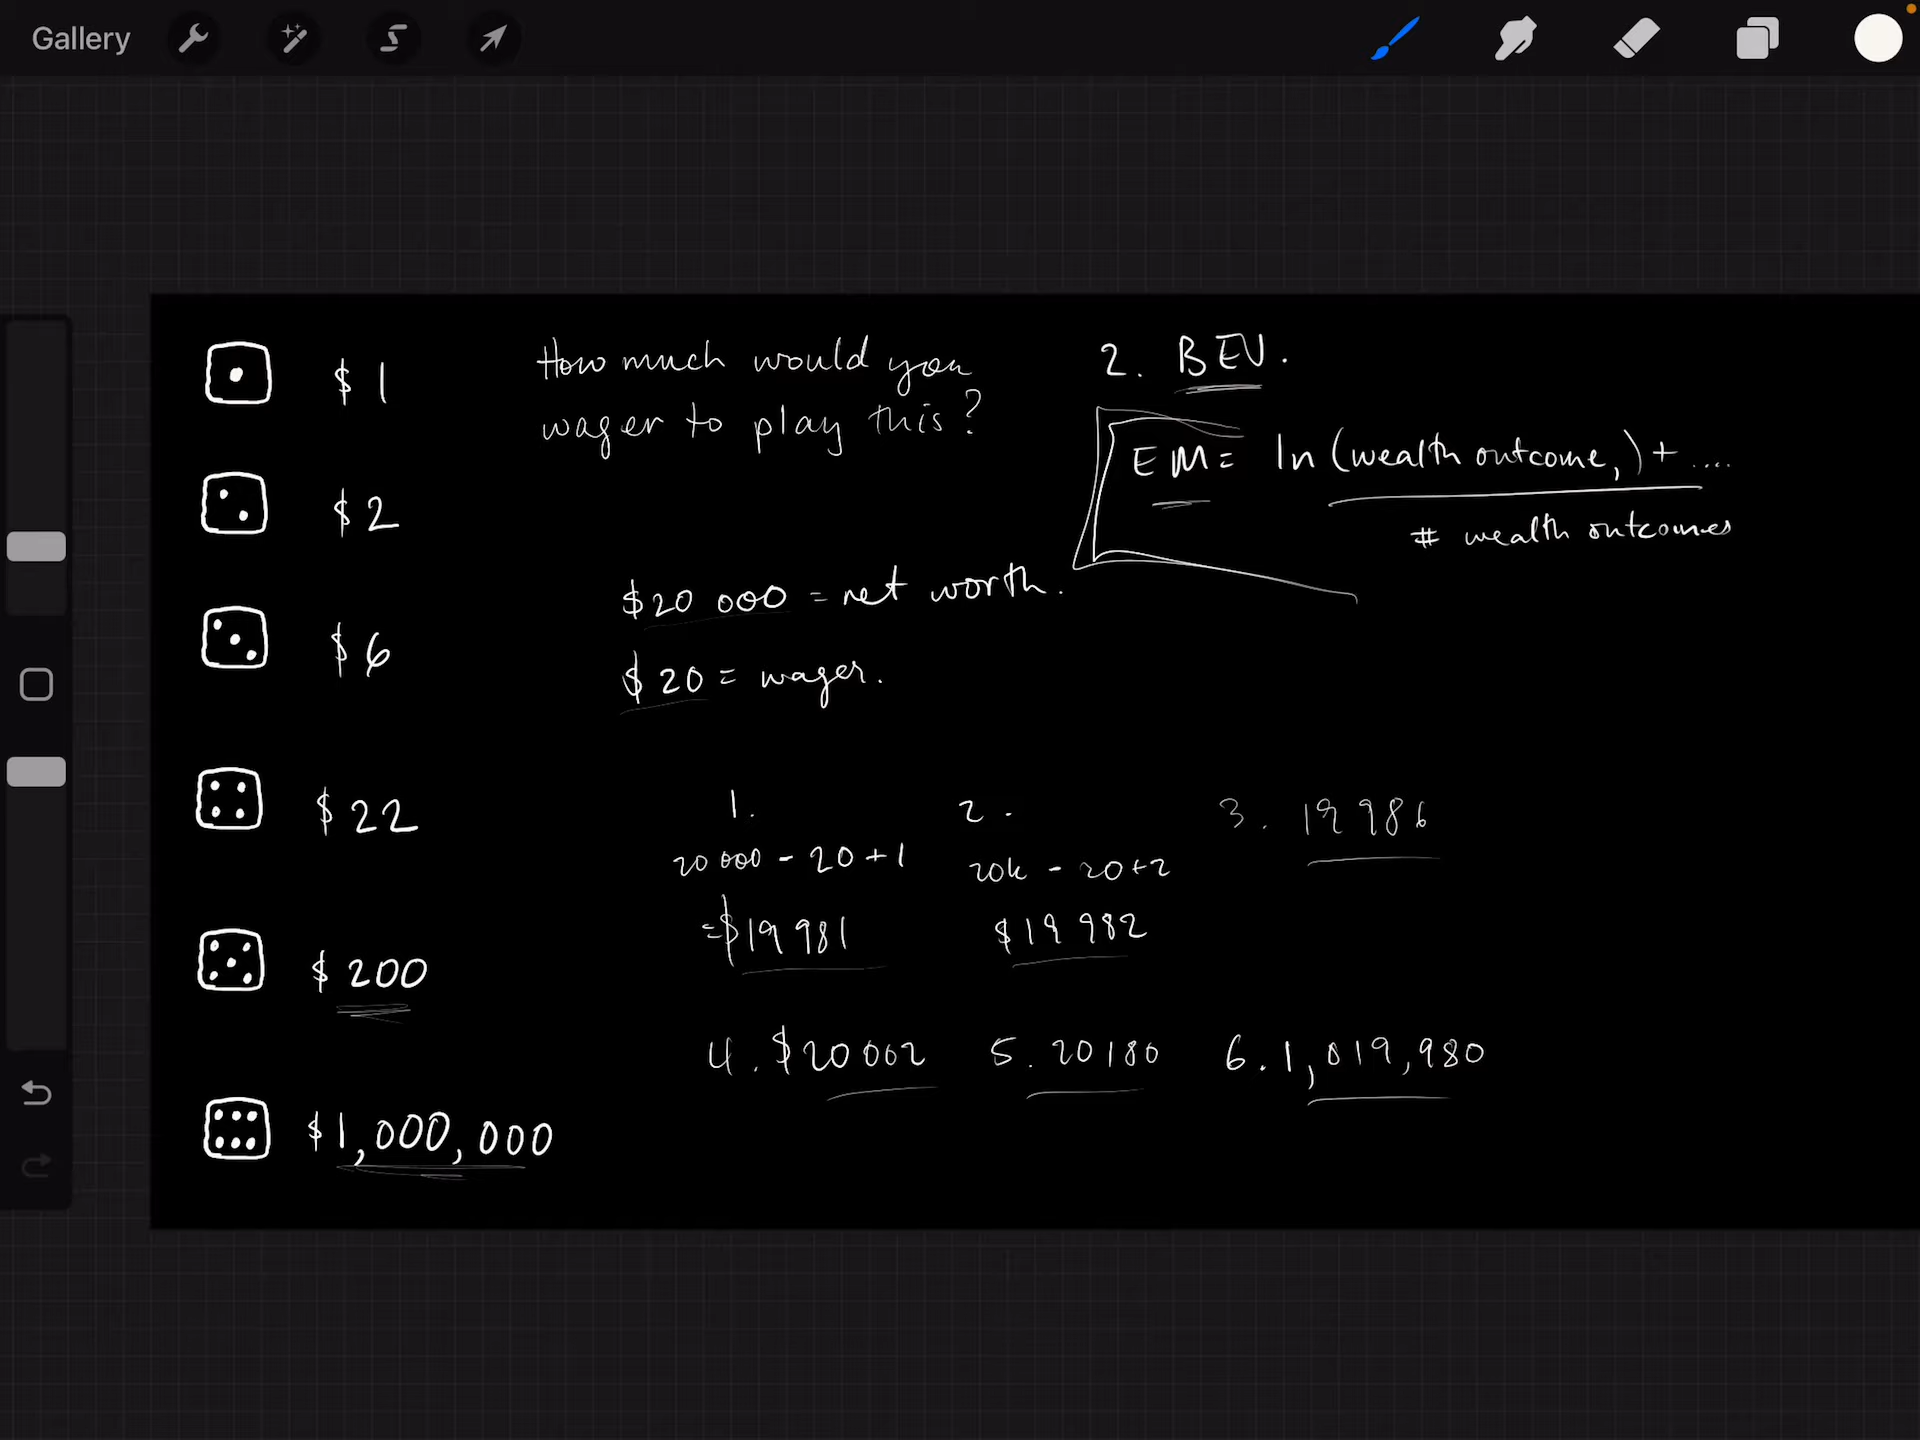 Gallery
$ 1
$ 2
$ 6
$ 22
$ 200
$ 1,000,000
How much would you
wager to play this?
$20 000 = net worth.
$ 20 = wager.
2. BEV.
EM = ln (wealth outcome,) + ....
# wealth outcomes
1.
20 000 - 20 + 1
= $19 981
2.
20k - 20+2
$19 982
3. 19 986
4. $20 002
5. 20180
6. 1,019,980